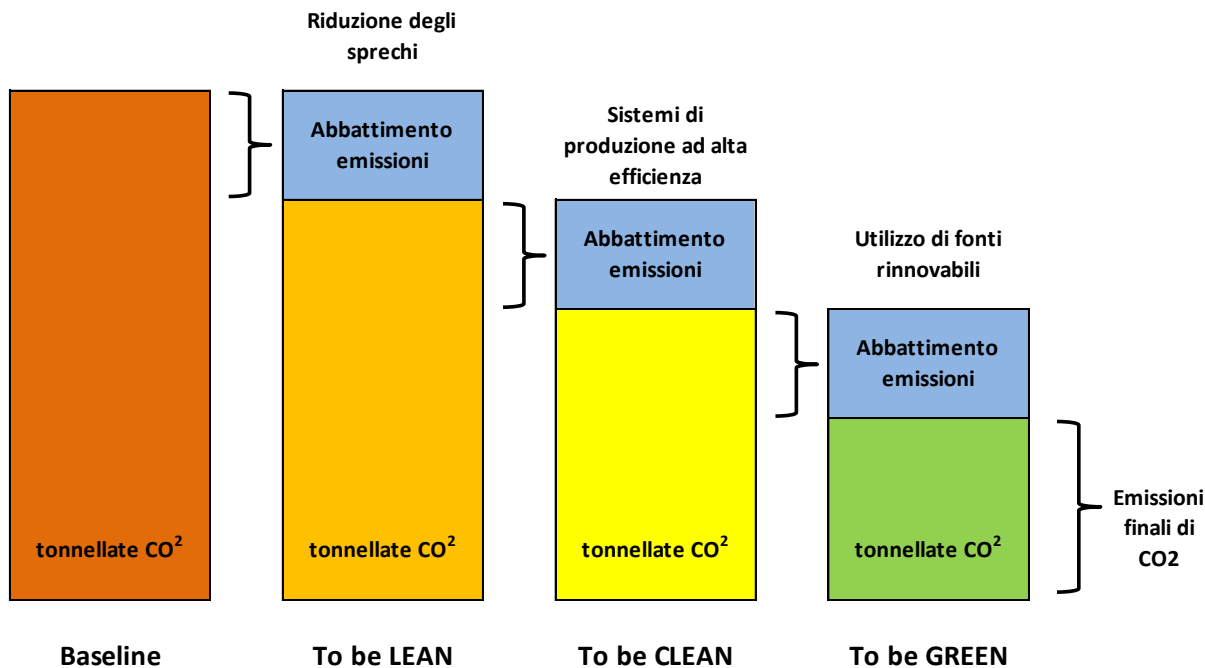 Riduzione degli
sprechi
Abbattimento
emissioni
Sistemi di
produzione ad alta
efficienza
Abbattimento
emissioni
Utilizzo di fonti
rinnovabili
Abbattimento
emissioni
tonnellate CO²
tonnellate CO²
tonnellate CO²
tonnellate CO²
Emissioni
finali di
CO2
Baseline
To be LEAN
To be CLEAN
To be GREEN